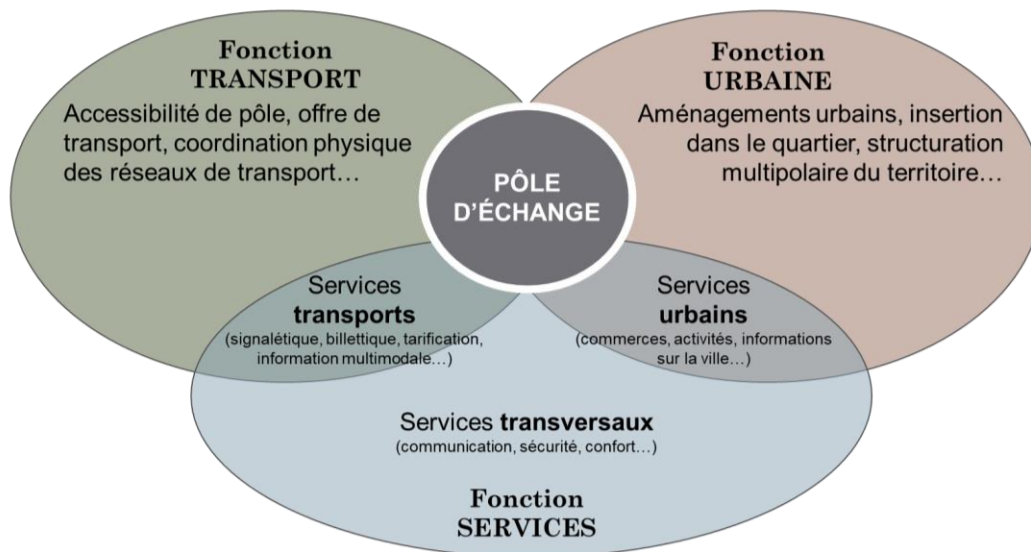 Fonction
TRANSPORT
Accessibilité de pôle, offre de
transport, coordination physique
des réseaux de transport…
Fonction
URBAINE
Aménagements urbains, insertion
dans le quartier, structuration
multipolaire du territoire…
PÔLE
D’ÉCHANGE
Services
transports
(signalétique, billettique, tarification,
information multimodale…)
Services
urbains
(commerces, activités, informations
sur la ville…)
Services transversaux
(communication, sécurité, confort…)
Fonction
SERVICES